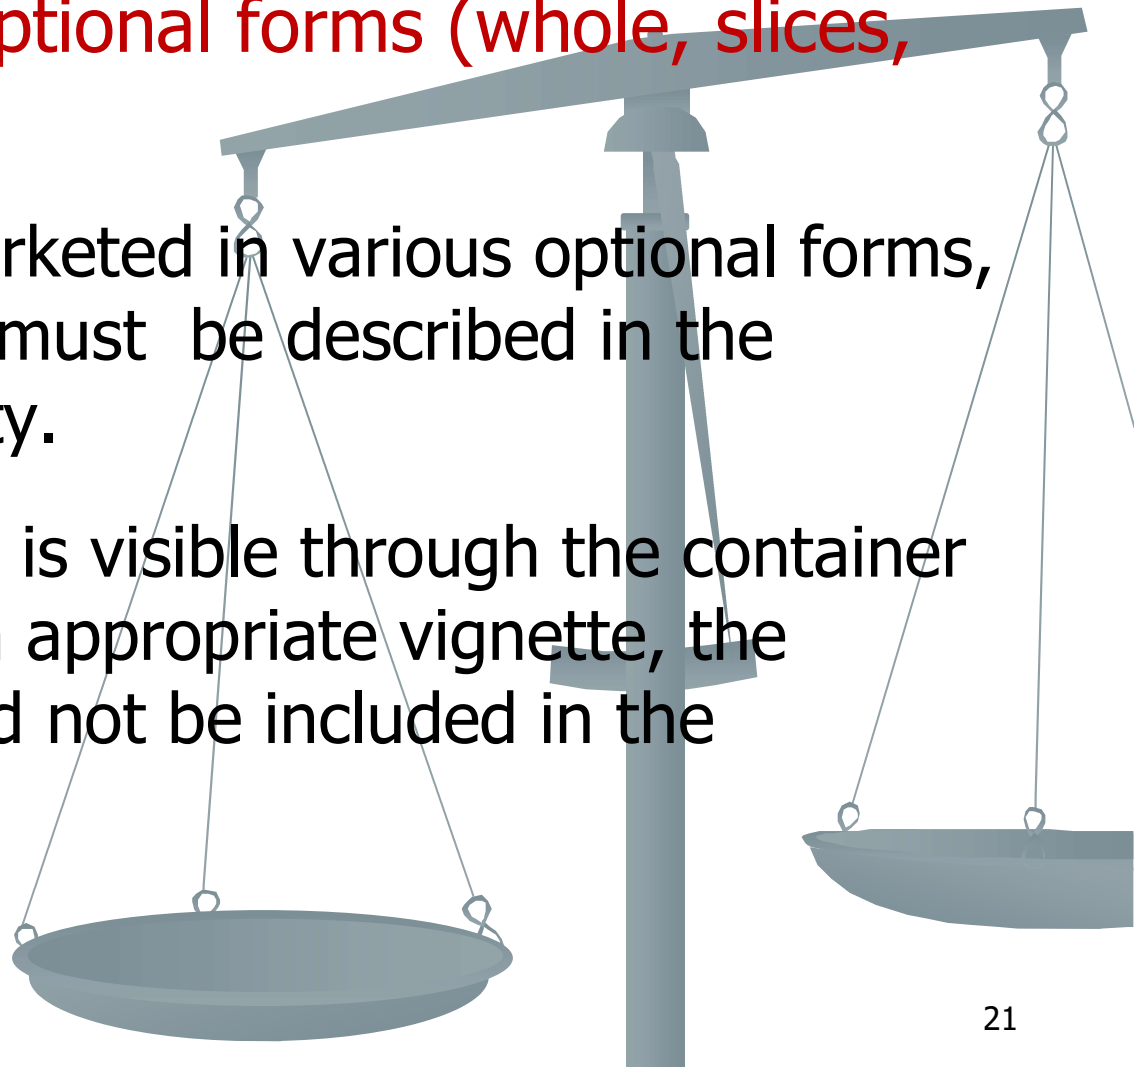 ptional forms (whole, slices,
rketed in various optional forms,
must  be described in the
ty.
is visible through the container
appropriate vignette, the
d not be included in the
21